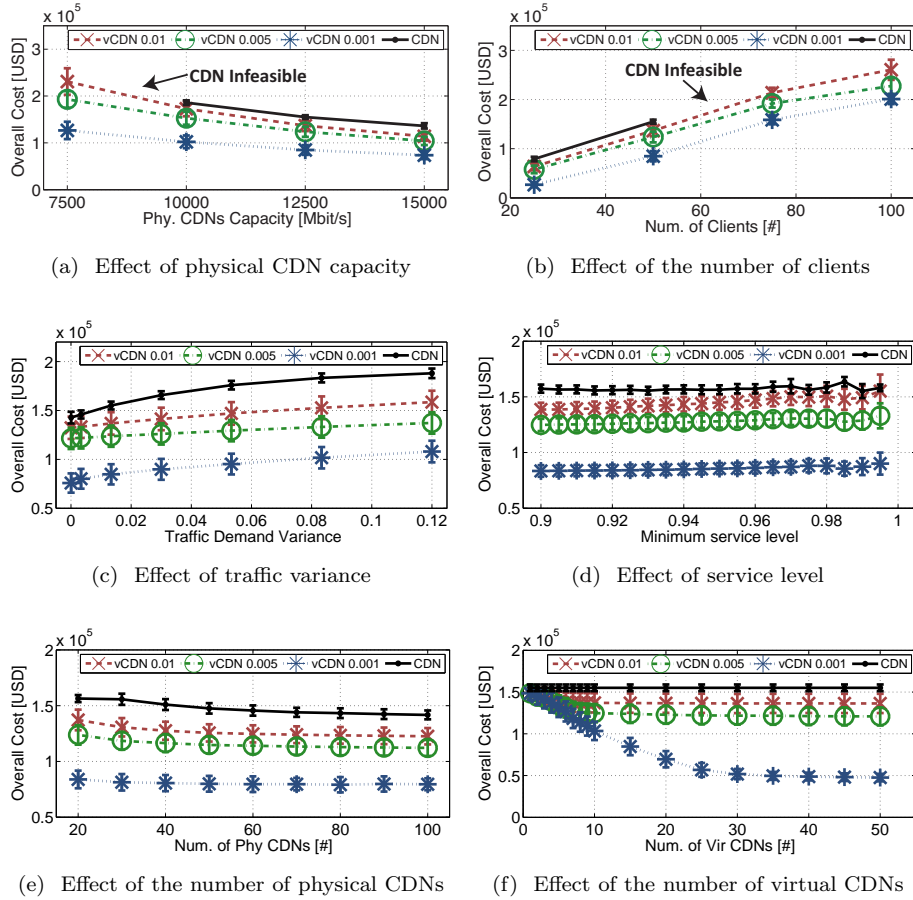 x 10^5
vCDN 0.01 vCDN 0.005 vCDN 0.001 CDN
CDN Infeasible
Overall Cost [USD]
3
2
1
0
7500 10000 12500 15000
Phy. CDNs Capacity [Mbit/s]
(a) Effect of physical CDN capacity
x 10^5
vCDN 0.01 vCDN 0.005 vCDN 0.001 CDN
CDN Infeasible
Overall Cost [USD]
3
2
1
0
20 40 60 80 100
Num. of Clients [#]
(b) Effect of the number of clients
x 10^5
vCDN 0.01 vCDN 0.005 vCDN 0.001 CDN
Overall Cost [USD]
2
1.5
1
0.5
0 0.02 0.04 0.06 0.08 0.1 0.12
Traffic Demand Variance
(c) Effect of traffic variance
x 10^5
vCDN 0.01 vCDN 0.005 vCDN 0.001 CDN
Overall Cost [USD]
2
1.5
1
0.5
0.9 0.92 0.94 0.96 0.98 1
Minimum service level
(d) Effect of service level
x 10^5
vCDN 0.01 vCDN 0.005 vCDN 0.001 CDN
Overall Cost [USD]
2
1.5
1
0.5
20 40 60 80 100
Num. of Phy CDNs [#]
(e) Effect of the number of physical CDNs
x 10^5
vCDN 0.01 vCDN 0.005 vCDN 0.001 CDN
Overall Cost [USD]
2
1.5
1
0.5
0
0 10 20 30 40 50
Num. of Vir CDNs [#]
(f) Effect of the number of virtual CDNs